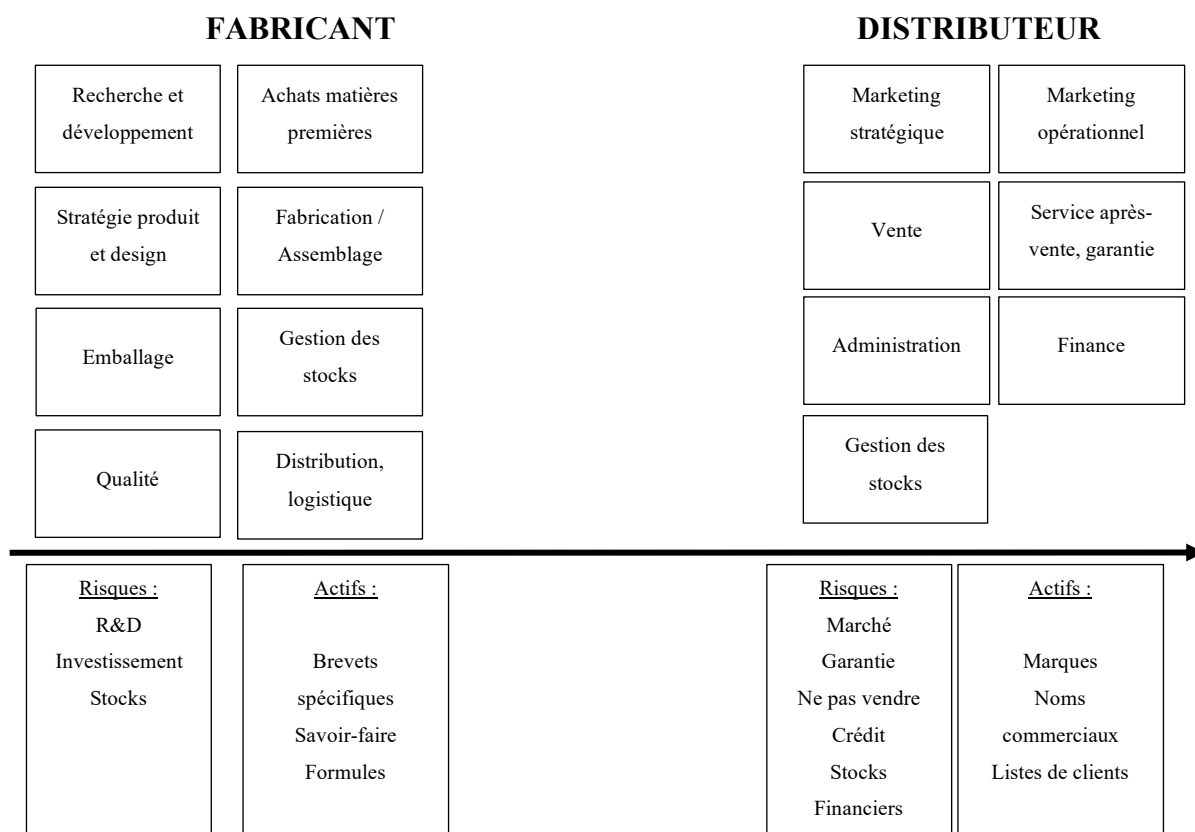 FABRICANT
DISTRIBUTEUR
Recherche et
développement
Achats matières
premières
Marketing
stratégique
Marketing
opérationnel
Stratégie produit
et design
Fabrication /
Assemblage
Vente
Service après-
vente, garantie
Emballage
Gestion des
stocks
Administration
Finance
Qualité
Distribution,
logistique
Gestion des
stocks
Risques :
R&D
Investissement
Stocks
Actifs :
Brevets
spécifiques
Savoir-faire
Formules
Risques :
Marché
Garantie
Ne pas vendre
Crédit
Stocks
Financiers
Actifs :
Marques
Noms
commerciaux
Listes de clients